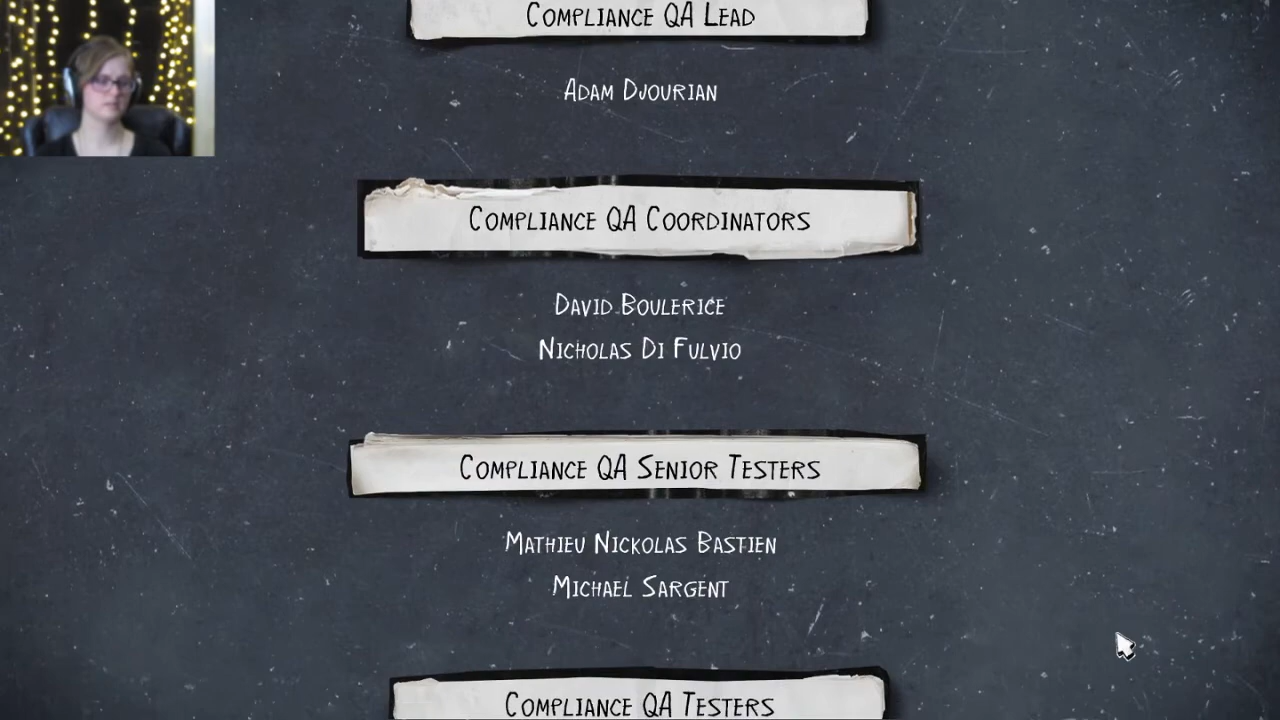 Compliance QA Lead
Adam Djourian
Compliance QA Coordinators
David Boulerice
Nicholas Di Fulvio
Compliance QA Senior Testers
Mathieu Nickolas Bastien
Michael Sargent
Compliance QA Testers